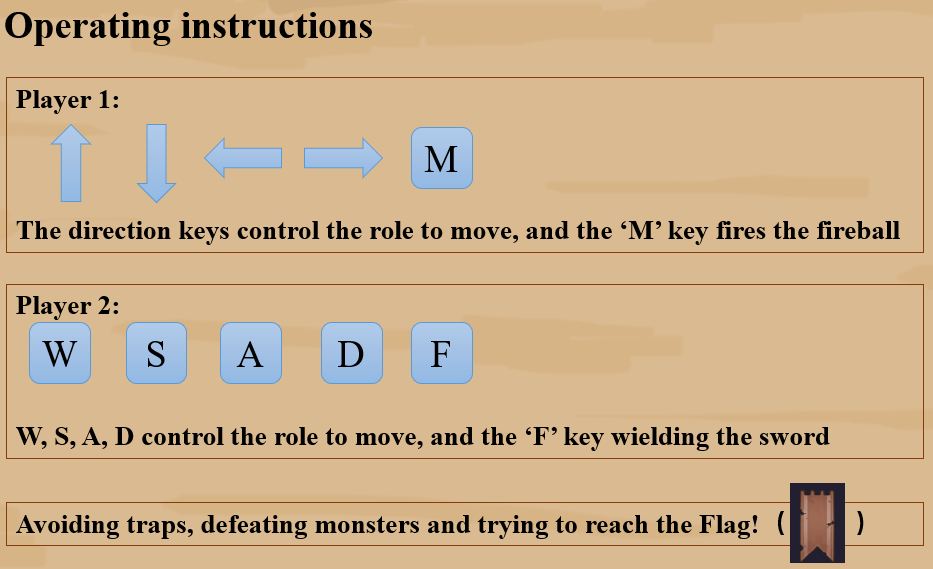 Operating instructions
Player 1:
M
The direction keys control the role to move, and the ‘M’ key fires the fireball
Player 2:
W S A D F
W, S, A, D control the role to move, and the ‘F’ key wielding the sword
Avoiding traps, defeating monsters and trying to reach the Flag! ( )